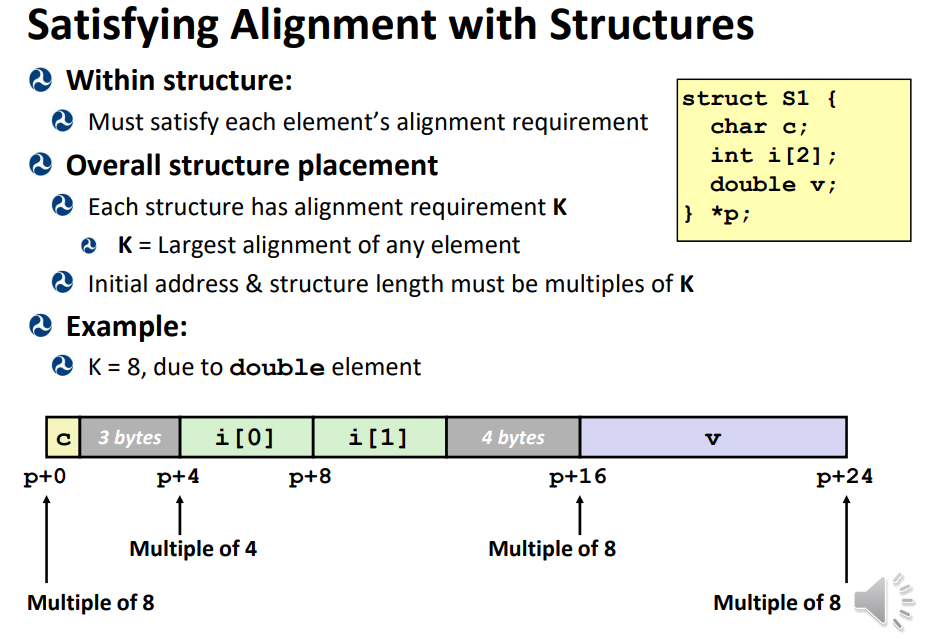 Satisfying Alignment with Structures
Within structure:
Must satisfy each element’s alignment requirement
Overall structure placement
Each structure has alignment requirement K
K = Largest alignment of any element
Initial address & structure length must be multiples of K
Example:
K = 8, due to double element
struct S1 {
char c;
int i[2];
double v;
} *p;
c 3 bytes i[0] i[1] 4 bytes v
p+0 p+4 p+8 p+16 p+24
Multiple of 4 Multiple of 8
Multiple of 8 Multiple of 8